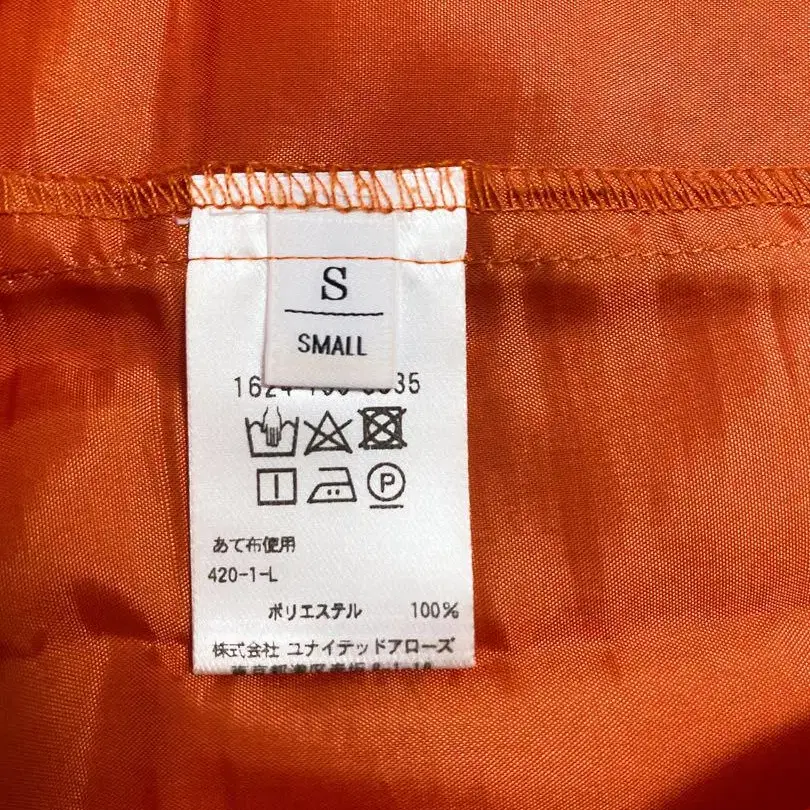 S
SMALL
P
あて布使用
420-1-L
ポリエステル 100%
株式会社 ユナイテッドアローズ